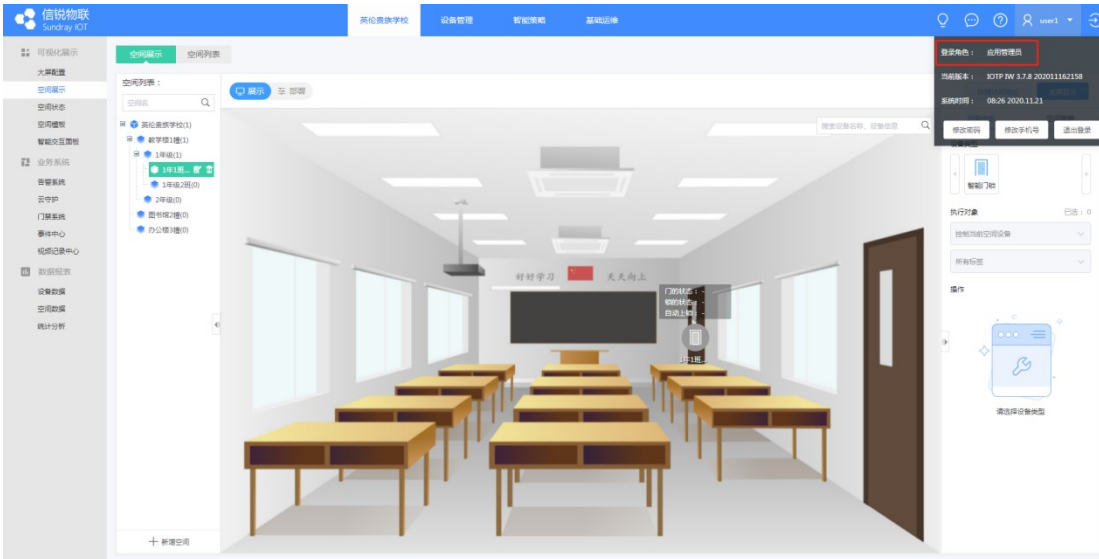 信锐物联
Sundray IOT
英伦贵族学校
设备管理
智能策略
基础运维
user1
可视化展示
大屏配置
空间展示
空间状态
空间模板
智能交互面板
业务系统
告警系统
云守护
门禁系统
事件中心
视频记录中心
数据报表
设备数据
空间数据
统计分析
空间展示
空间列表
空间列表：
空间名
英伦贵族学校(1)
教学楼1幢(1)
1年级(1)
1年1班...
1年级2班(0)
2年级(0)
图书馆2幢(0)
办公楼3幢(0)
新增空间
展示
部署
搜索设备名称、设备信息
好好学习
天天向上
门的状态：-
锁的状态：-
自动上锁：-
1年1班...
登录角色：应用管理员
当前版本：IOTP IW 3.7.8 202011162158
系统时间：08:26 2020.11.21
修改密码
修改手机号
退出登录
设备类型
智能门锁
执行对象
已选：0
控制当前空间设备
所有标签
操作
请选择设备类型